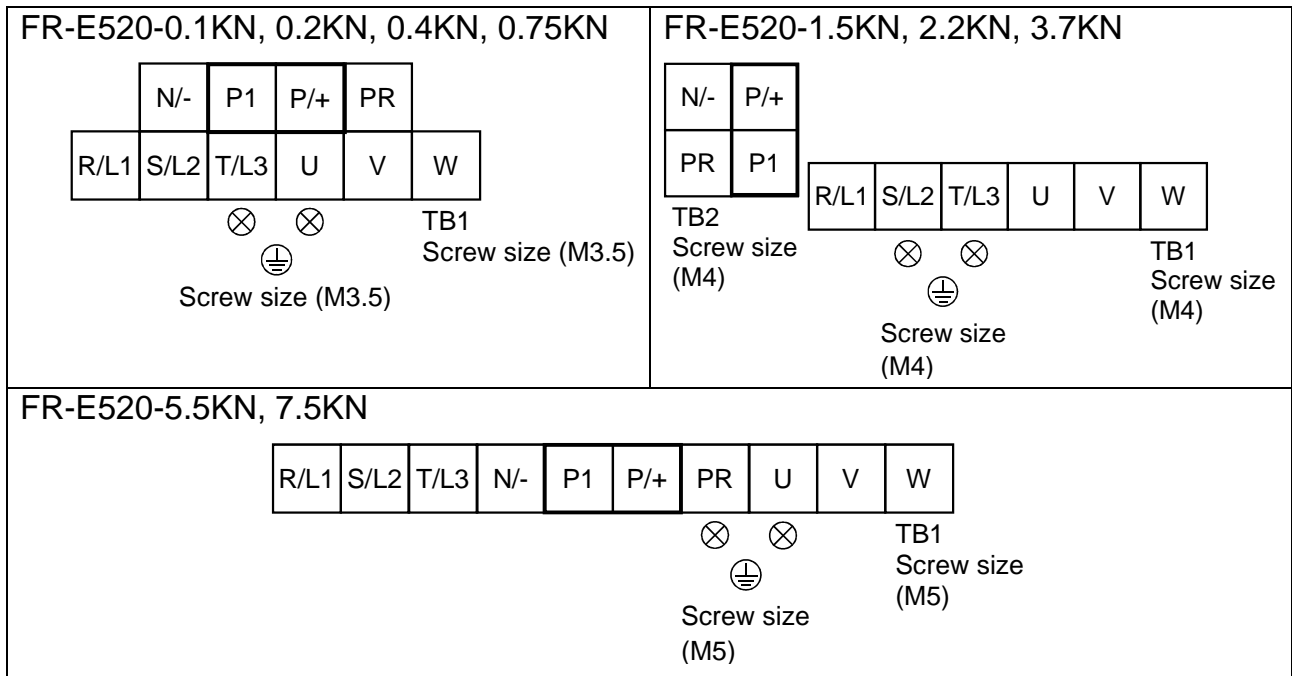 FR-E520-0.1KN, 0.2KN, 0.4KN, 0.75KN
N/- P1 P/+ PR
R/L1 S/L2 T/L3 U V W
TB1
Screw size (M3.5)
Screw size (M3.5)
FR-E520-1.5KN, 2.2KN, 3.7KN
N/- P/+
PR P1
TB2
Screw size
(M4)
R/L1 S/L2 T/L3 U V W
TB1
Screw size
(M4)
Screw size
(M4)
FR-E520-5.5KN, 7.5KN
R/L1 S/L2 T/L3 N/- P1 P/+ PR U V W
TB1
Screw size
(M5)
Screw size
(M5)